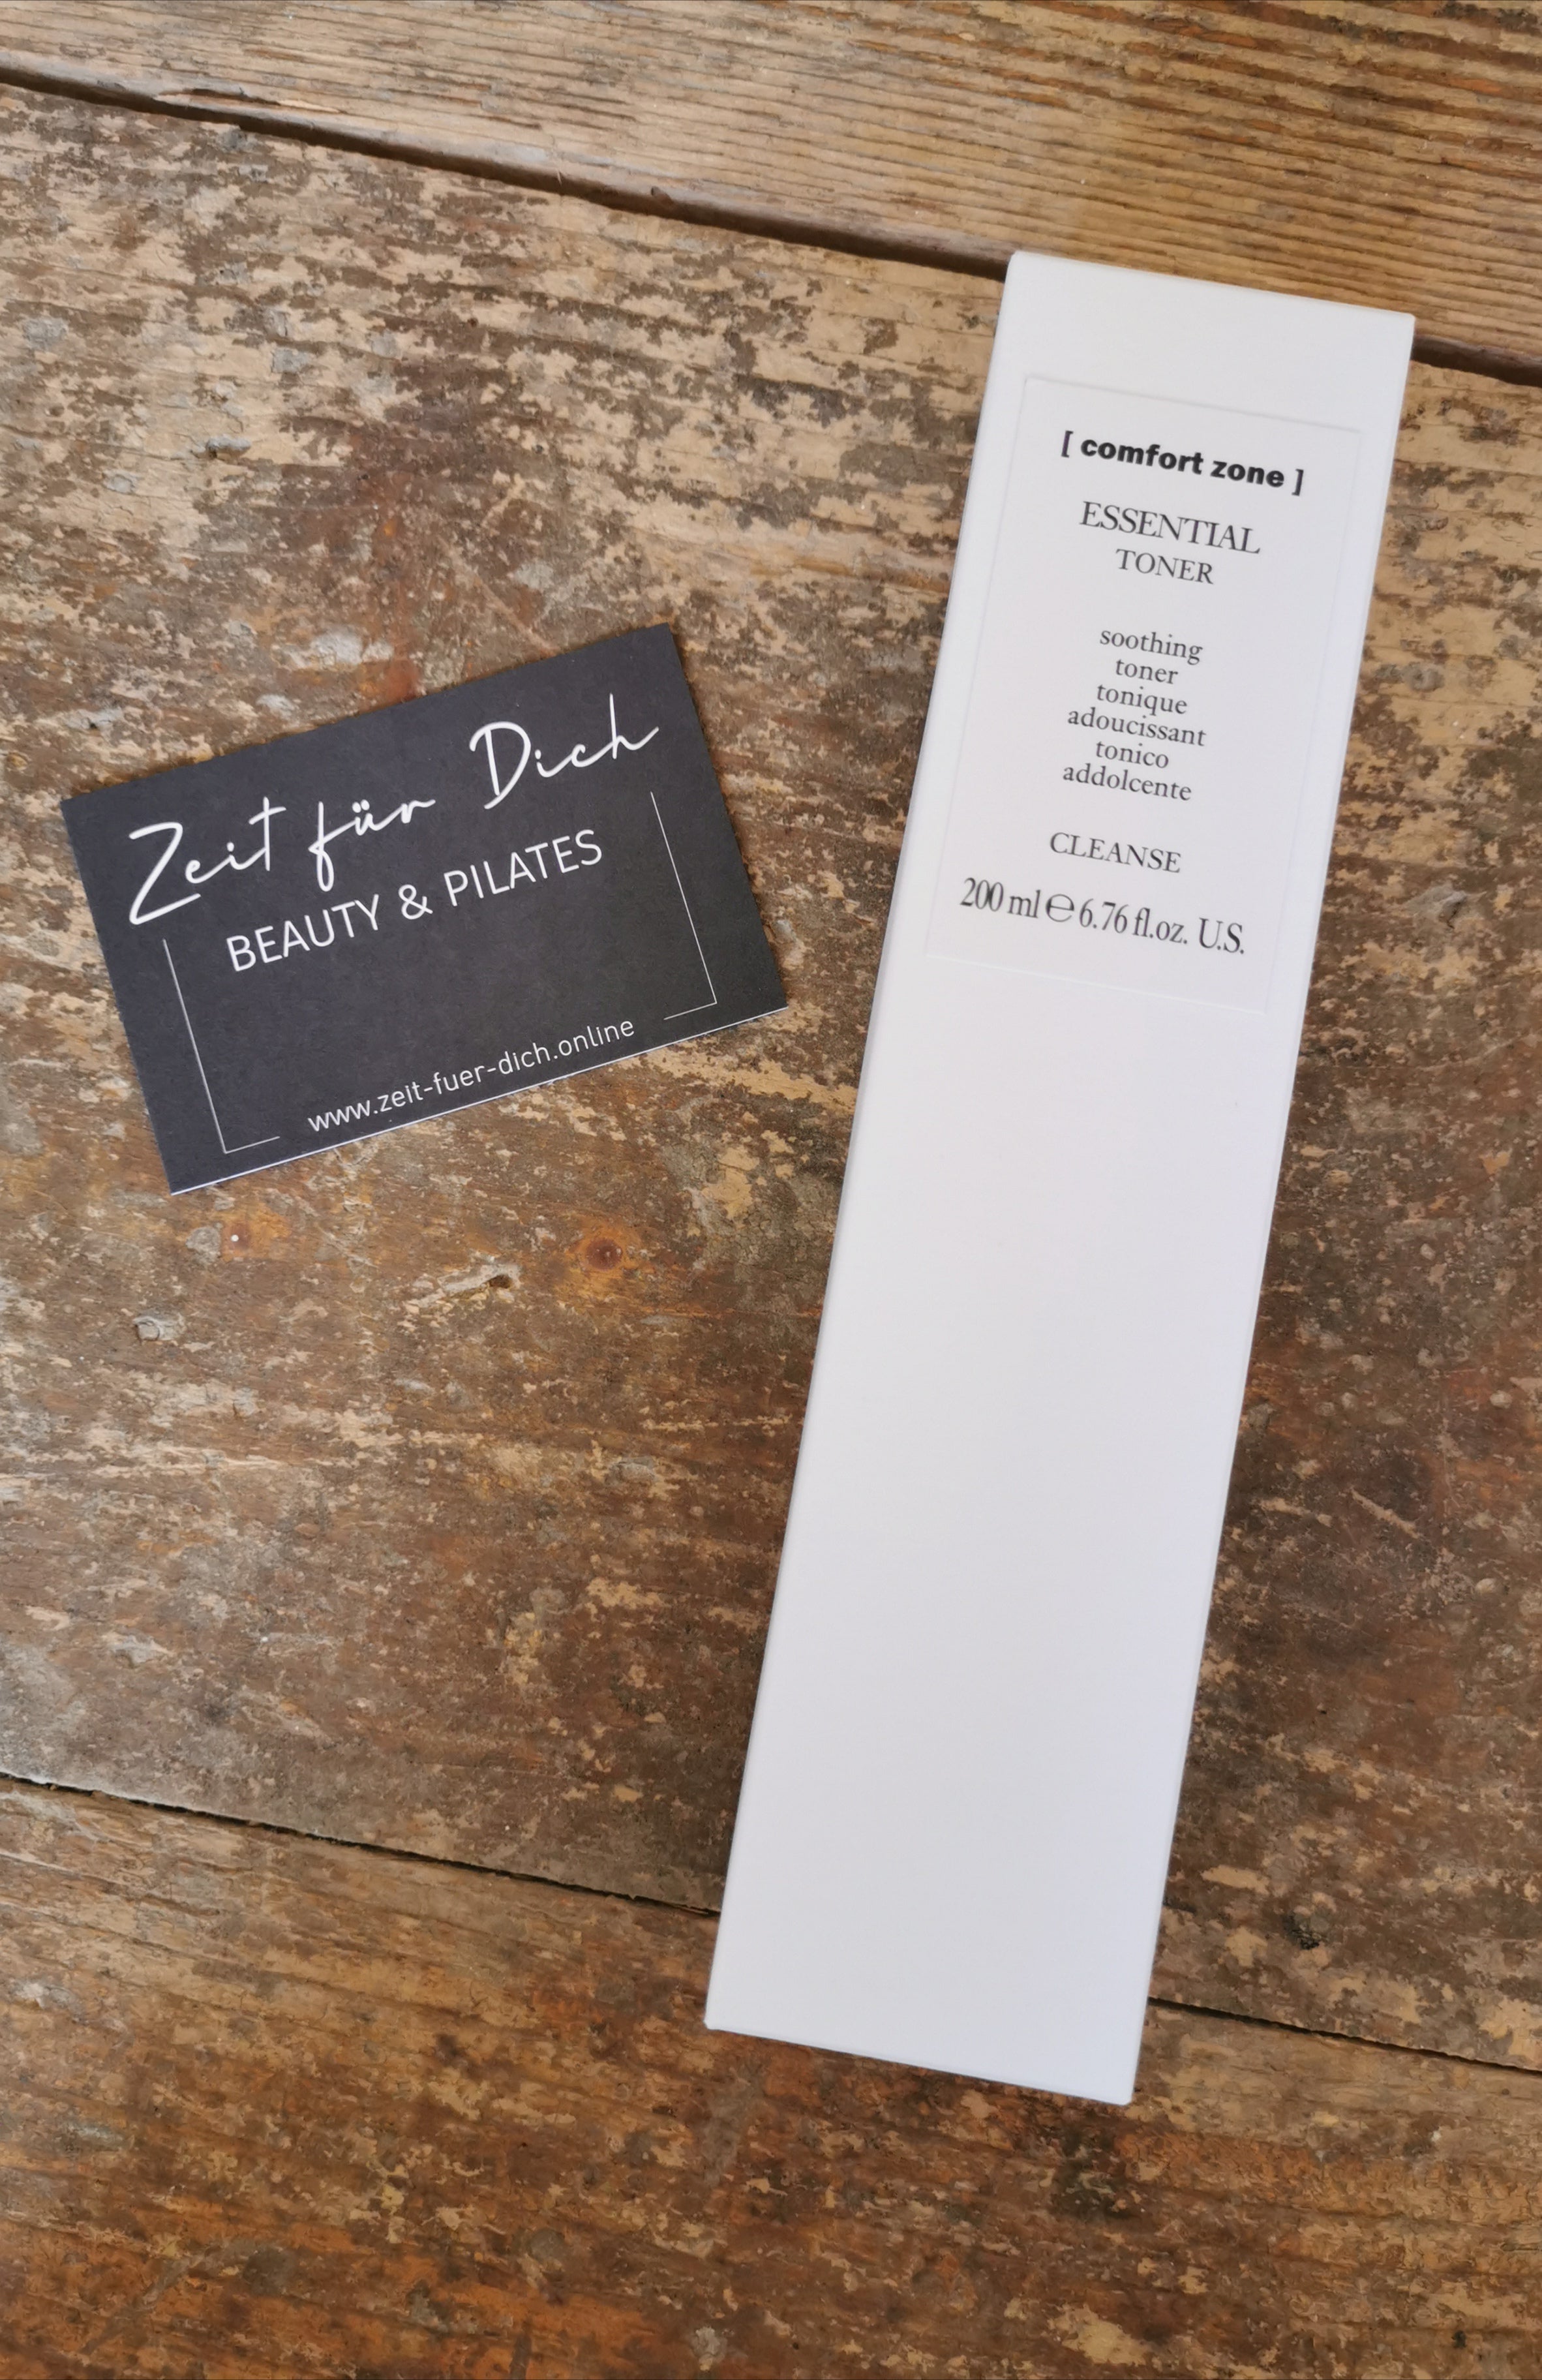 Zeit für Dich
BEAUTY & PILATES
www.zeit-fuer-dich.online
[ comfort zone ]
ESSENTIAL
TONER
soothing
toner
tonique
adoucissant
tonico
addolcente
CLEANSE
200 ml ℮ 6.76 fl.oz. U.S.